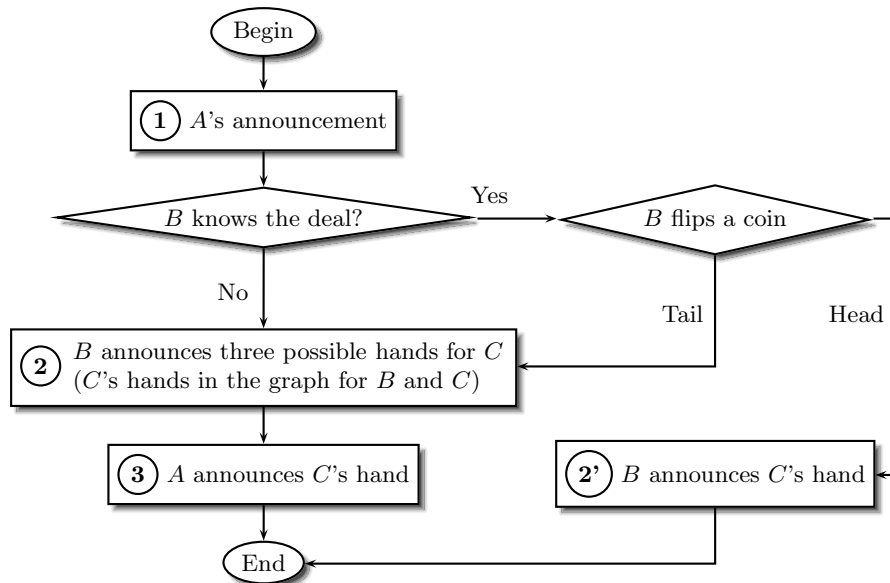 Begin
1 A's announcement
B knows the deal?
Yes
B flips a coin
No
Tail
Head
2 B announces three possible hands for C
(C's hands in the graph for B and C)
3 A announces C's hand
2' B announces C's hand
End